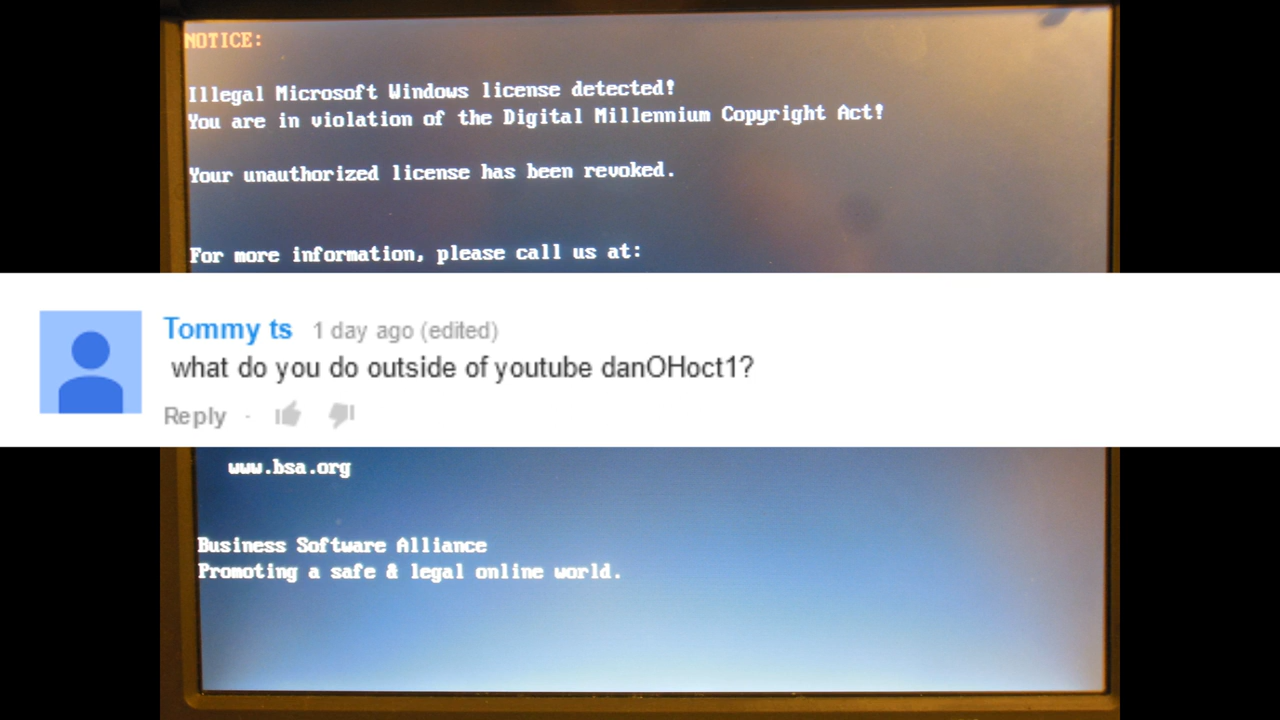 NOTICE:
Illegal Microsoft Windows license detected!
You are in violation of the Digital Millennium Copyright Act!
Your unauthorized license has been revoked.
For more information, please call us at:
Tommy ts 1 day ago (edited)
what do you do outside of youtube danOHoct1?
Reply ·
www.bsa.org
Business Software Alliance
Promoting a safe & legal online world.